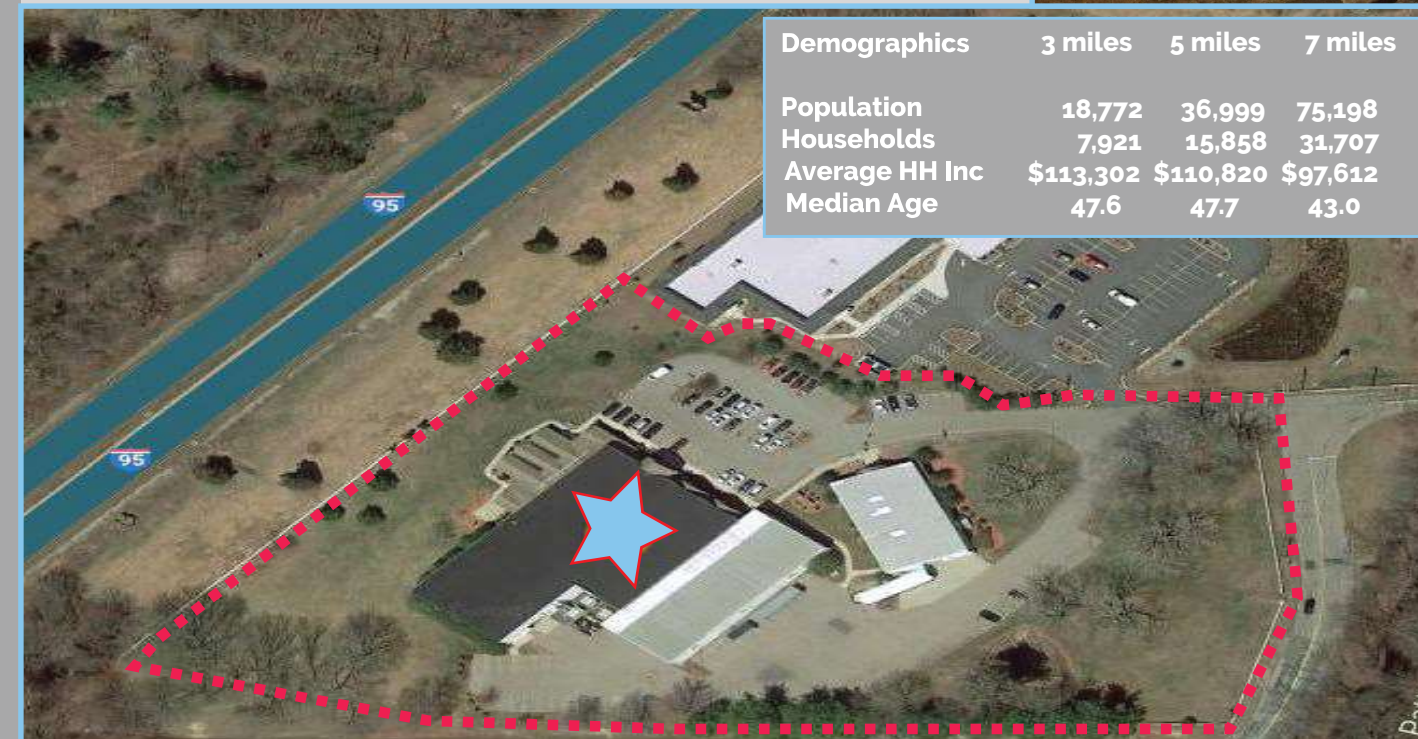 Demographics 3 miles 5 miles 7 miles
Population 18,772 36,999 75,198
Households 7,921 15,858 31,707
Average HH Inc $113,302 $110,820 $97,612
Median Age 47.6 47.7 43.0
95
95